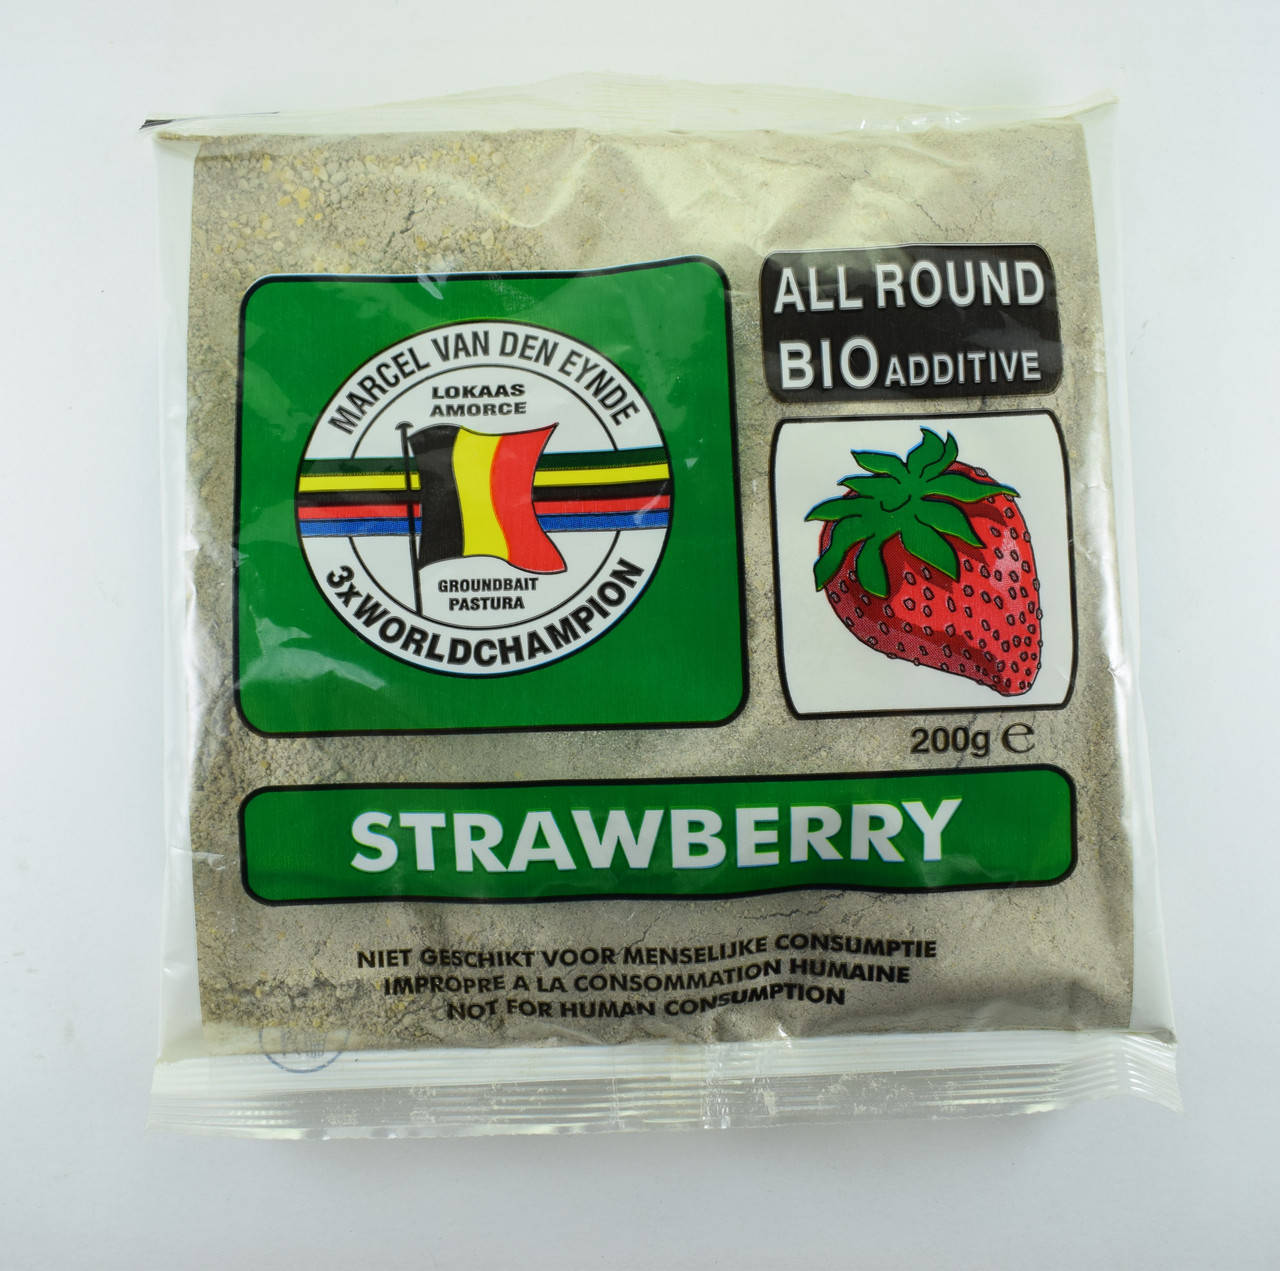 ALL ROUND
BIO ADDITIVE
MARCEL VAN DEN EYNDE
LOKAAS
AMORCE
GROUNDBAIT
PASTURA
3xWORLDCHAMPION
200g ℮
STRAWBERRY
NIET GESCHIKT VOOR MENSELIJKE CONSUMPTIE
IMPROPRE A LA CONSOMMATION HUMAINE
NOT FOR HUMAN CONSUMPTION